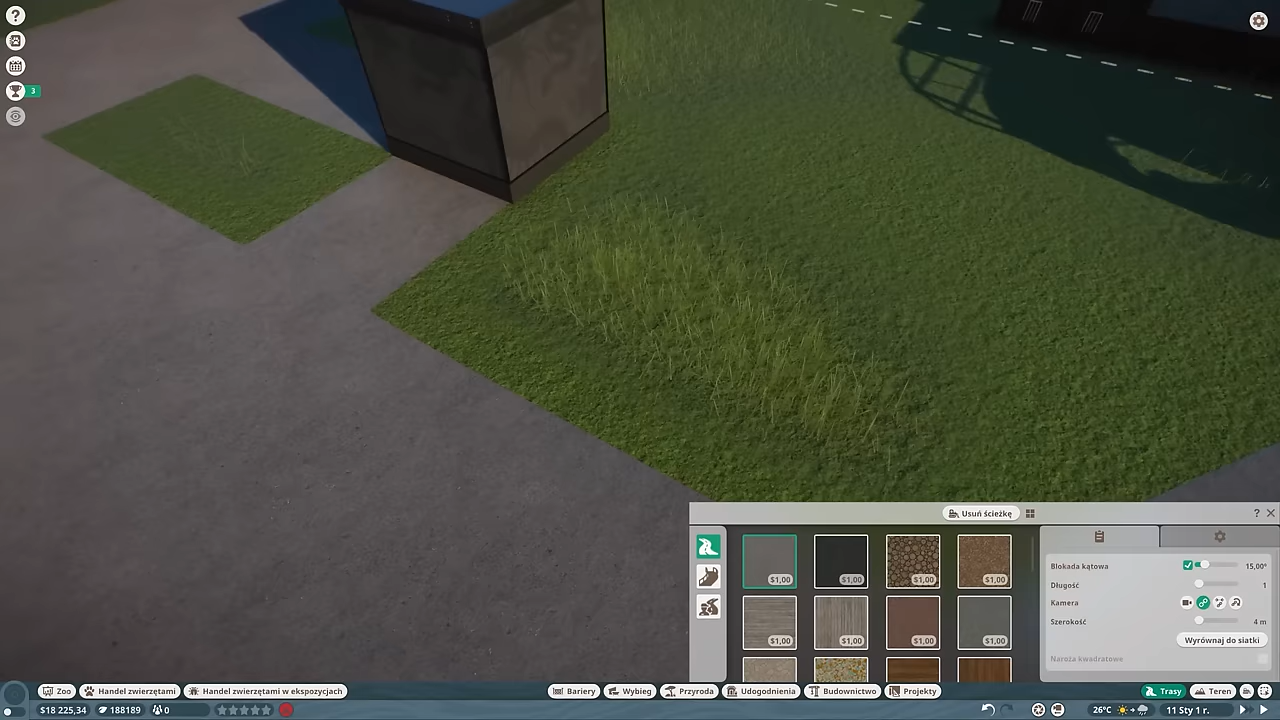 3
Usuń ścieżkę
?
$1,00
$1,00
$1,00
$1,00
$1,00
$1,00
$1,00
$1,00
Blokada kątowa
15,00°
Długość
1
Kamera
Szerokość
4 m
Wyrównaj do siatki
Naroża kwadratowe
Zoo
Handel zwierzętami
Handel zwierzętami w ekspozycjach
Bariery
Wybieg
Przyroda
Udogodnienia
Budownictwo
Projekty
Trasy
Teren
$18 225,34
188189
0
26°C
11 Sty 1 r.